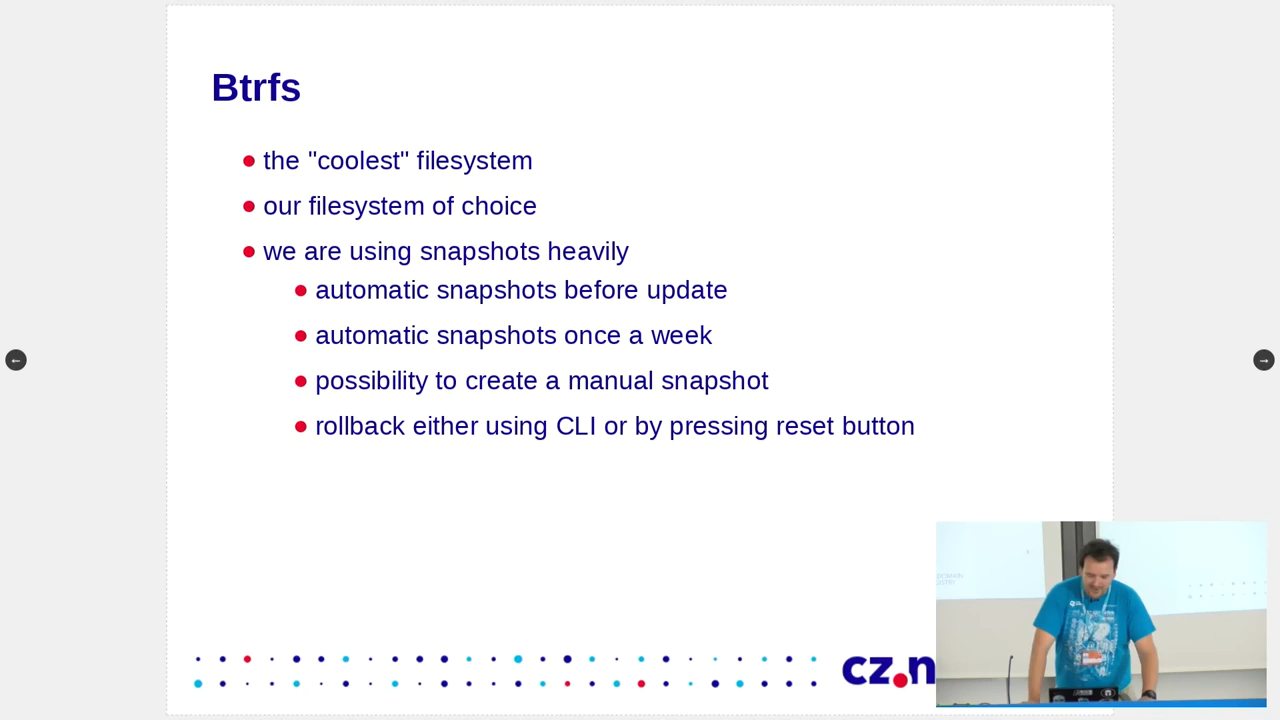 Btrfs
the "coolest" filesystem
our filesystem of choice
we are using snapshots heavily
automatic snapshots before update
automatic snapshots once a week
possibility to create a manual snapshot
rollback either using CLI or by pressing reset button
cz.n